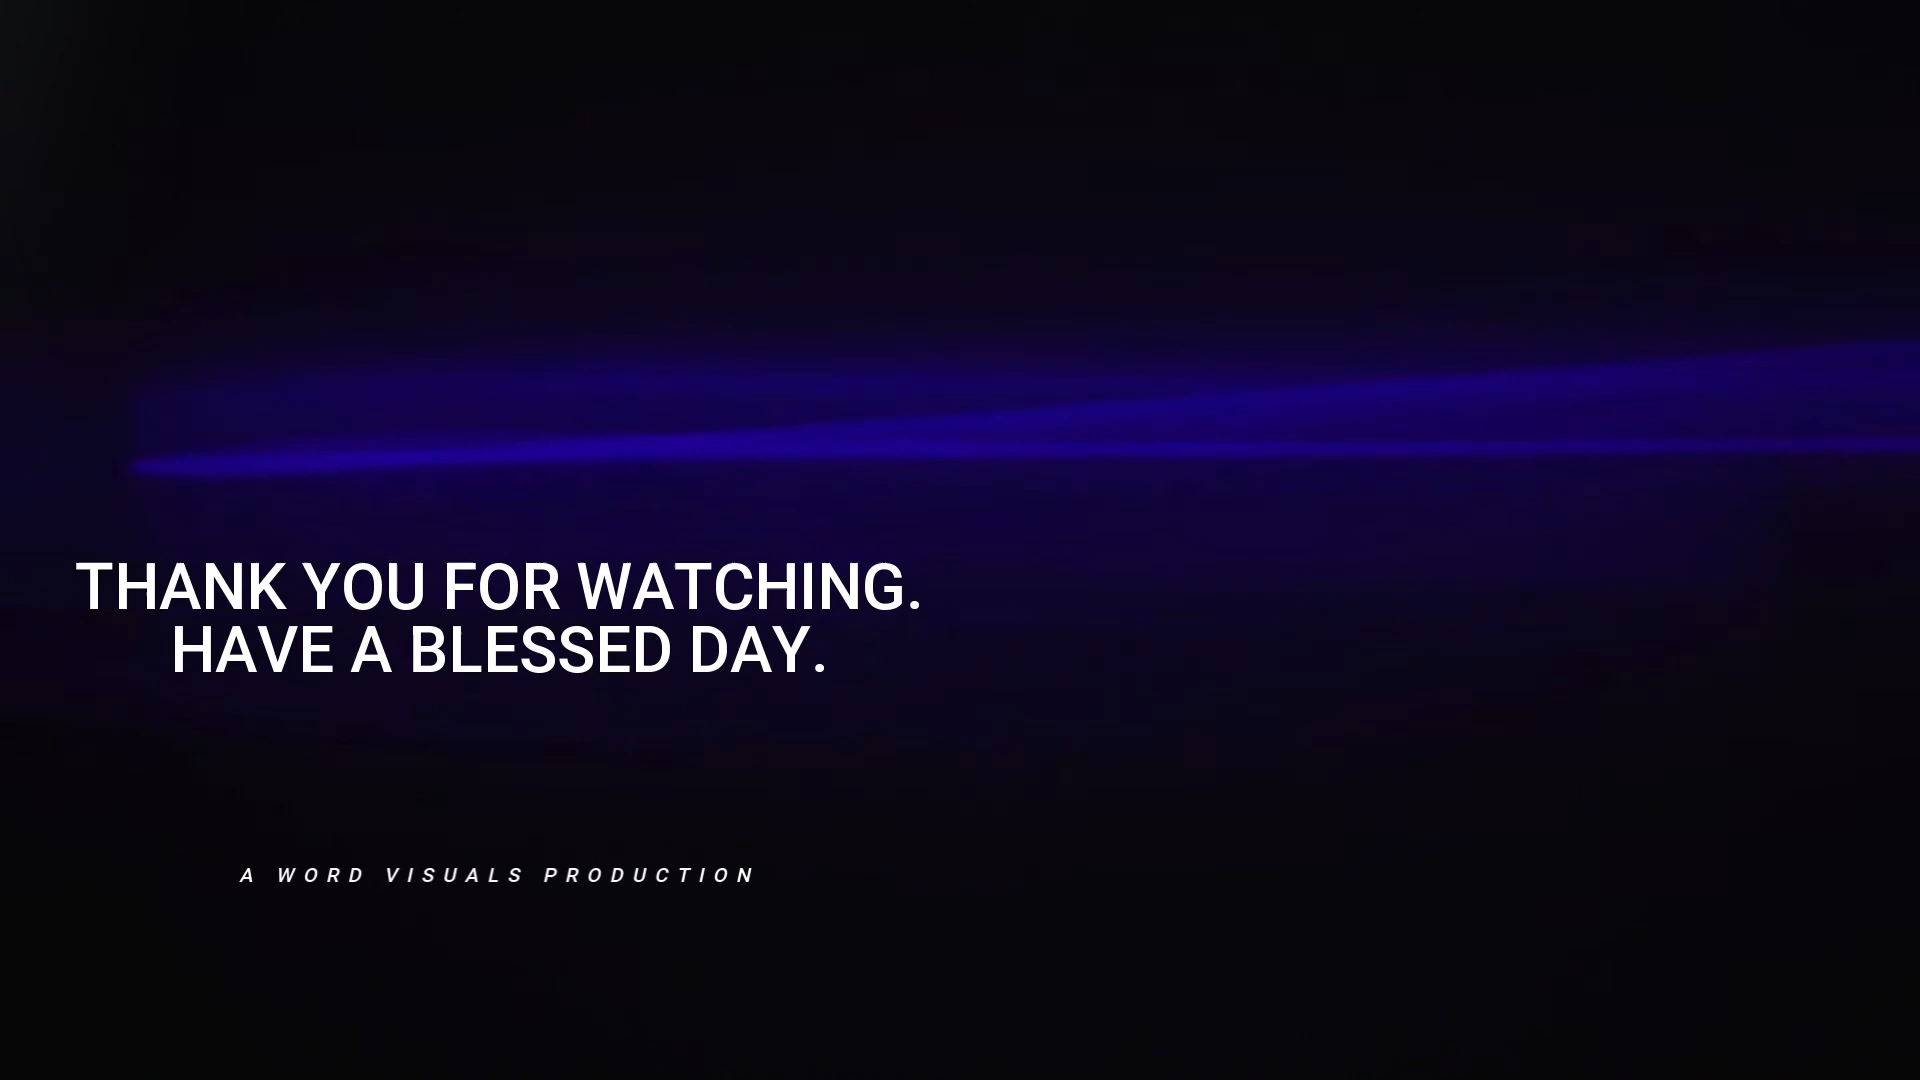 THANK YOU FOR WATCHING.
HAVE A BLESSED DAY.
A WORD VISUALS PRODUCTION